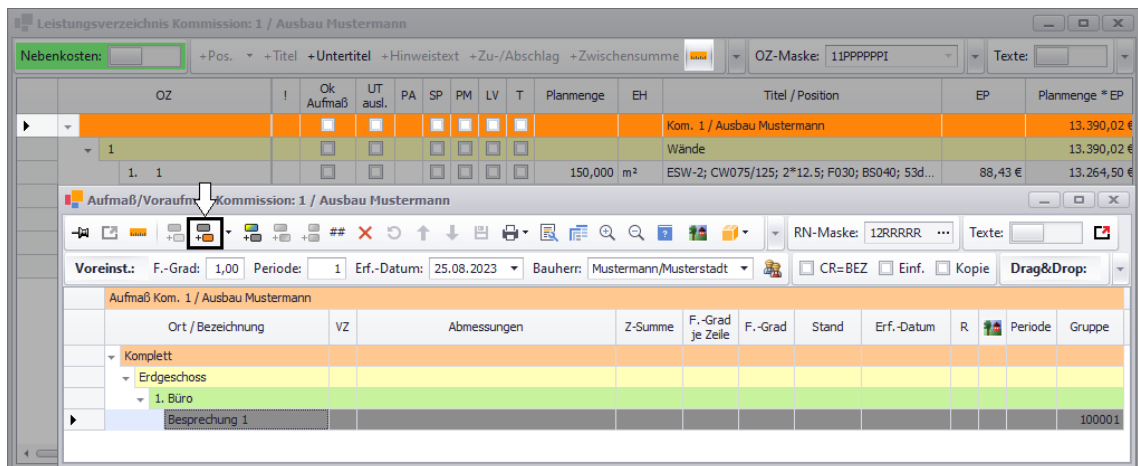 Leistungsverzeichnis Kommission: 1 / Ausbau Mustermann
Nebenkosten: +Pos. +Titel +Untertitel +Hinweistext +Zu-/Abschlag +Zwischensumme OZ-Maske: 11PPPPPPI Texte:
OZ ! Ok Aufmaß UT ausl. PA SP PM LV T Planmenge EH Titel / Position EP Planmenge * EP
Kom. 1 / Ausbau Mustermann 13.390,02 €
1 Wände 13.390,02 €
1. 1 150,000 m² ESW-2; CW075/125; 2*12.5; F030; BS040; 53d... 88,43 € 13.264,50 €
Kommission: 1 / Ausbau Mustermann
## RN-Maske: 12RRRRR ... Texte:
Voreinst.: F.-Grad: 1,00 Periode: 1 Erf.-Datum: 25.08.2023 Bauherr: Mustermann/Musterstadt CR=BEZ Einf. Kopie Drag&Drop:
Aufmaß Kom. 1 / Ausbau Mustermann
Ort / Bezeichnung VZ Abmessungen Z-Summe F.-Grad je Zeile F.-Grad Stand Erf.-Datum R Periode Gruppe
Komplett
Erdgeschoss
1. Büro
Besprechung 1 100001